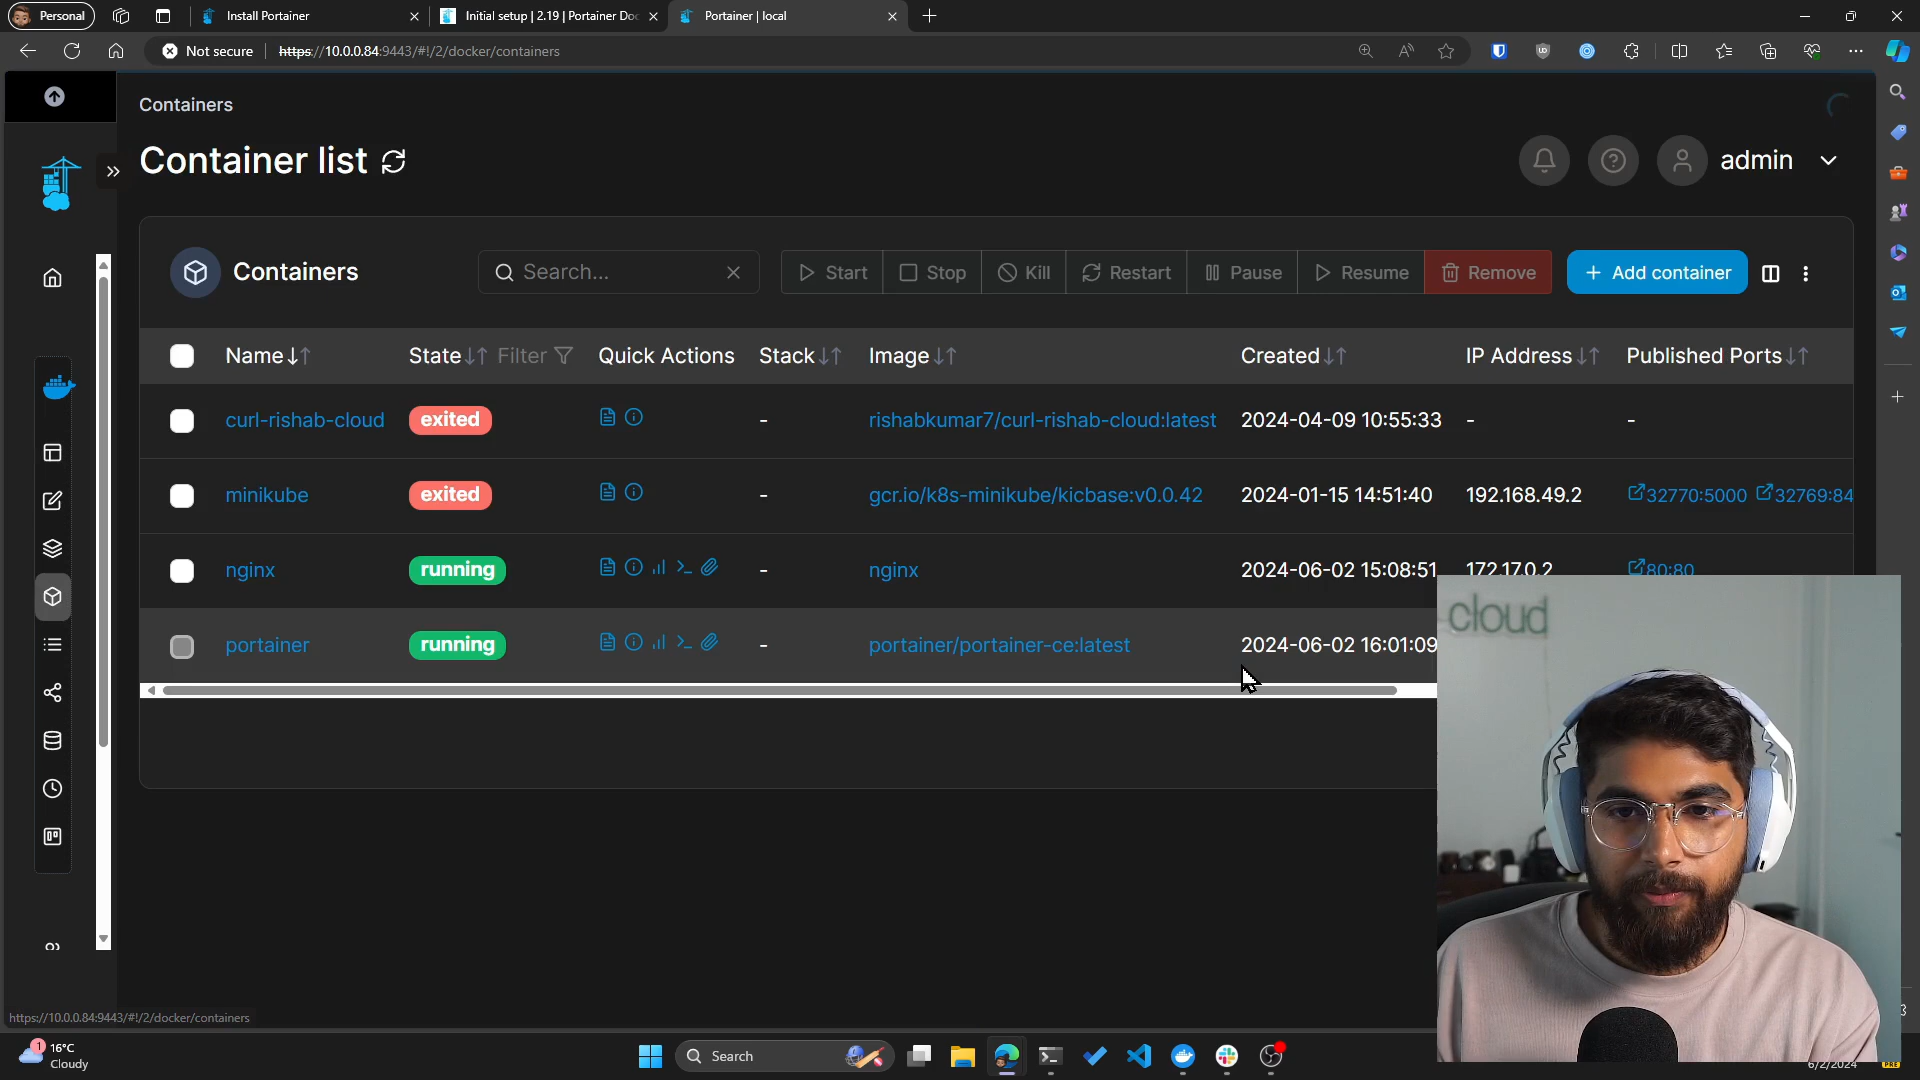 Personal
Install Portainer
Initial setup | 2.19 | Portainer Doc
Portainer | local
Not secure
https://10.0.0.84:9443/#!/2/docker/containers
Containers
Container list
admin
Containers
Search...
Start
Stop
Kill
Restart
Pause
Resume
Remove
Add container
Name State Filter Quick Actions Stack Image Created IP Address Published Ports
curl-rishab-cloud exited - rishabkumar7/curl-rishab-cloud:latest 2024-04-09 10:55:33 - -
minikube exited - gcr.io/k8s-minikube/kicbase:v0.0.42 2024-01-15 14:51:40 192.168.49.2 32770:5000 32769:84
nginx running - nginx 2024-06-02 15:08:51 172.17.0.2 80:80
portainer running - portainer/portainer-ce:latest 2024-06-02 16:01:09
cloud
https://10.0.0.84:9443/#!/2/docker/containers
1
16°C
Cloudy
Search
6/2/2024
PRE